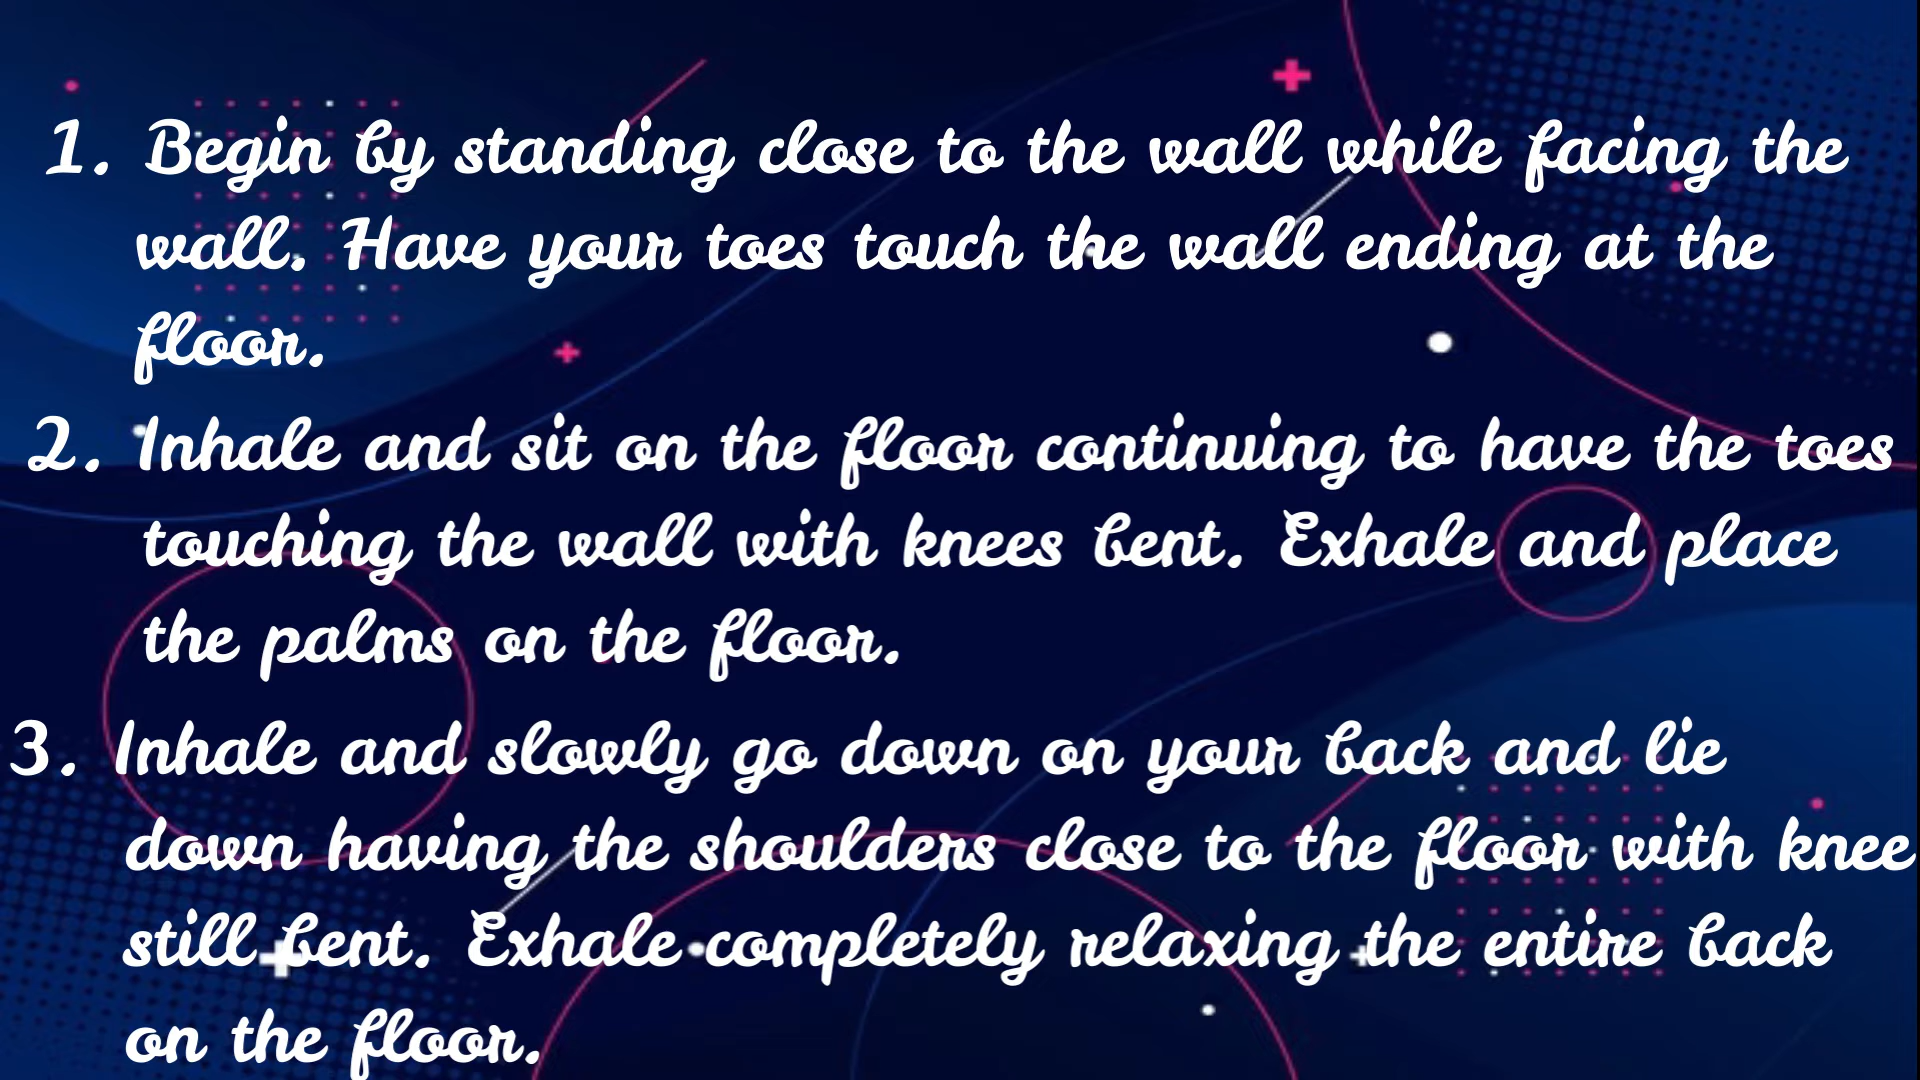 1. Begin by standing close to the wall while facing the
wall. Have your toes touch the wall ending at the
floor.
2. Inhale and sit on the floor continuing to have the toes
touching the wall with knees bent. Exhale and place
the palms on the floor.
3. Inhale and slowly go down on your back and lie
down having the shoulders close to the floor with knee
still bent. Exhale completely relaxing the entire back
on the floor.